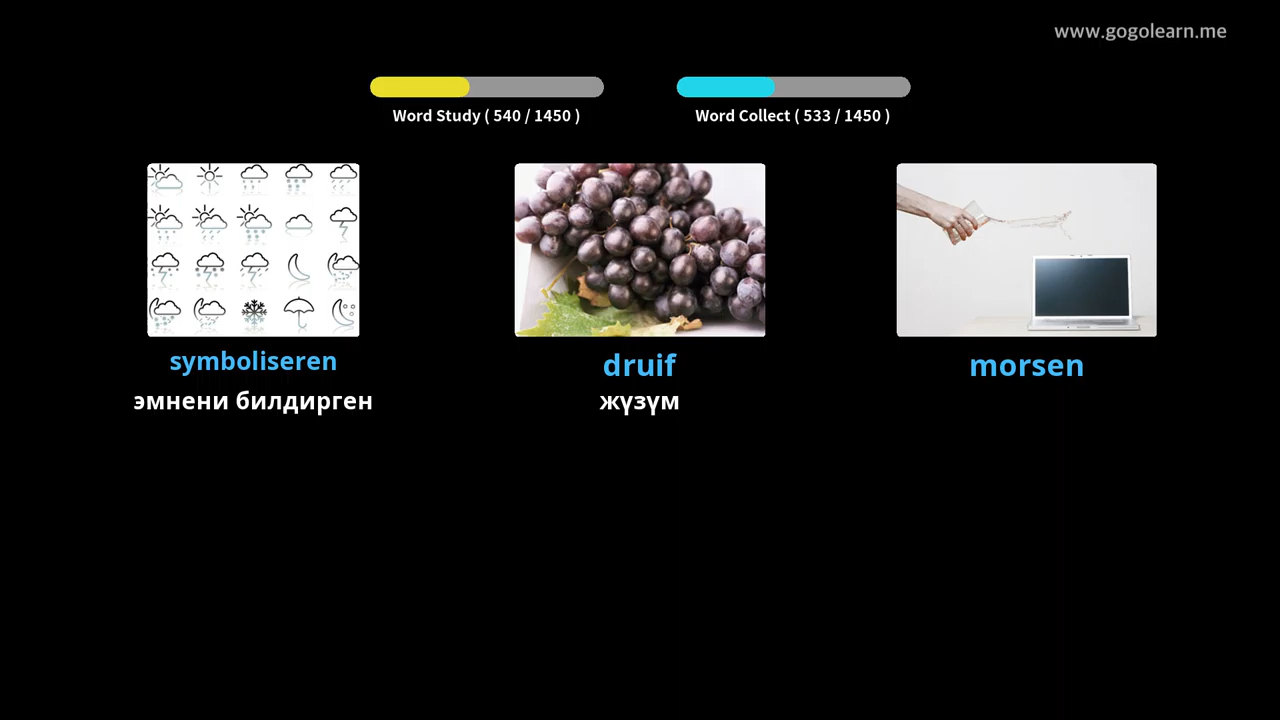 www.gogolearn.me
Word Study ( 540 / 1450 )
Word Collect ( 533 / 1450 )
symboliseren
эмнени билдирген
druif
жүзүм
morsen